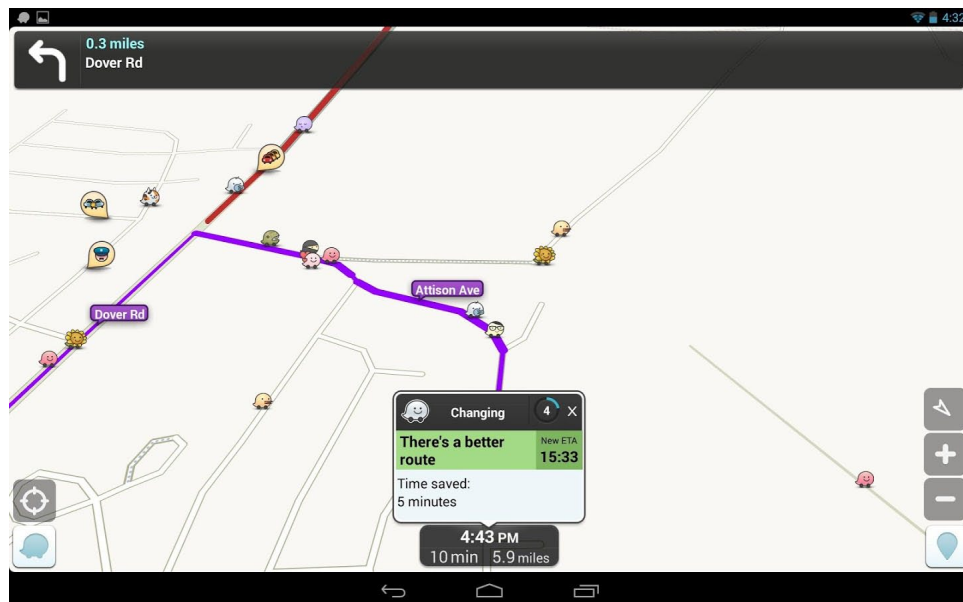 4:32
0.3 miles
Dover Rd
Attison Ave
Dover Rd
Changing
4
X
There's a better
route
New ETA
15:33
Time saved:
5 minutes
4:43 PM
10 min 5.9 miles